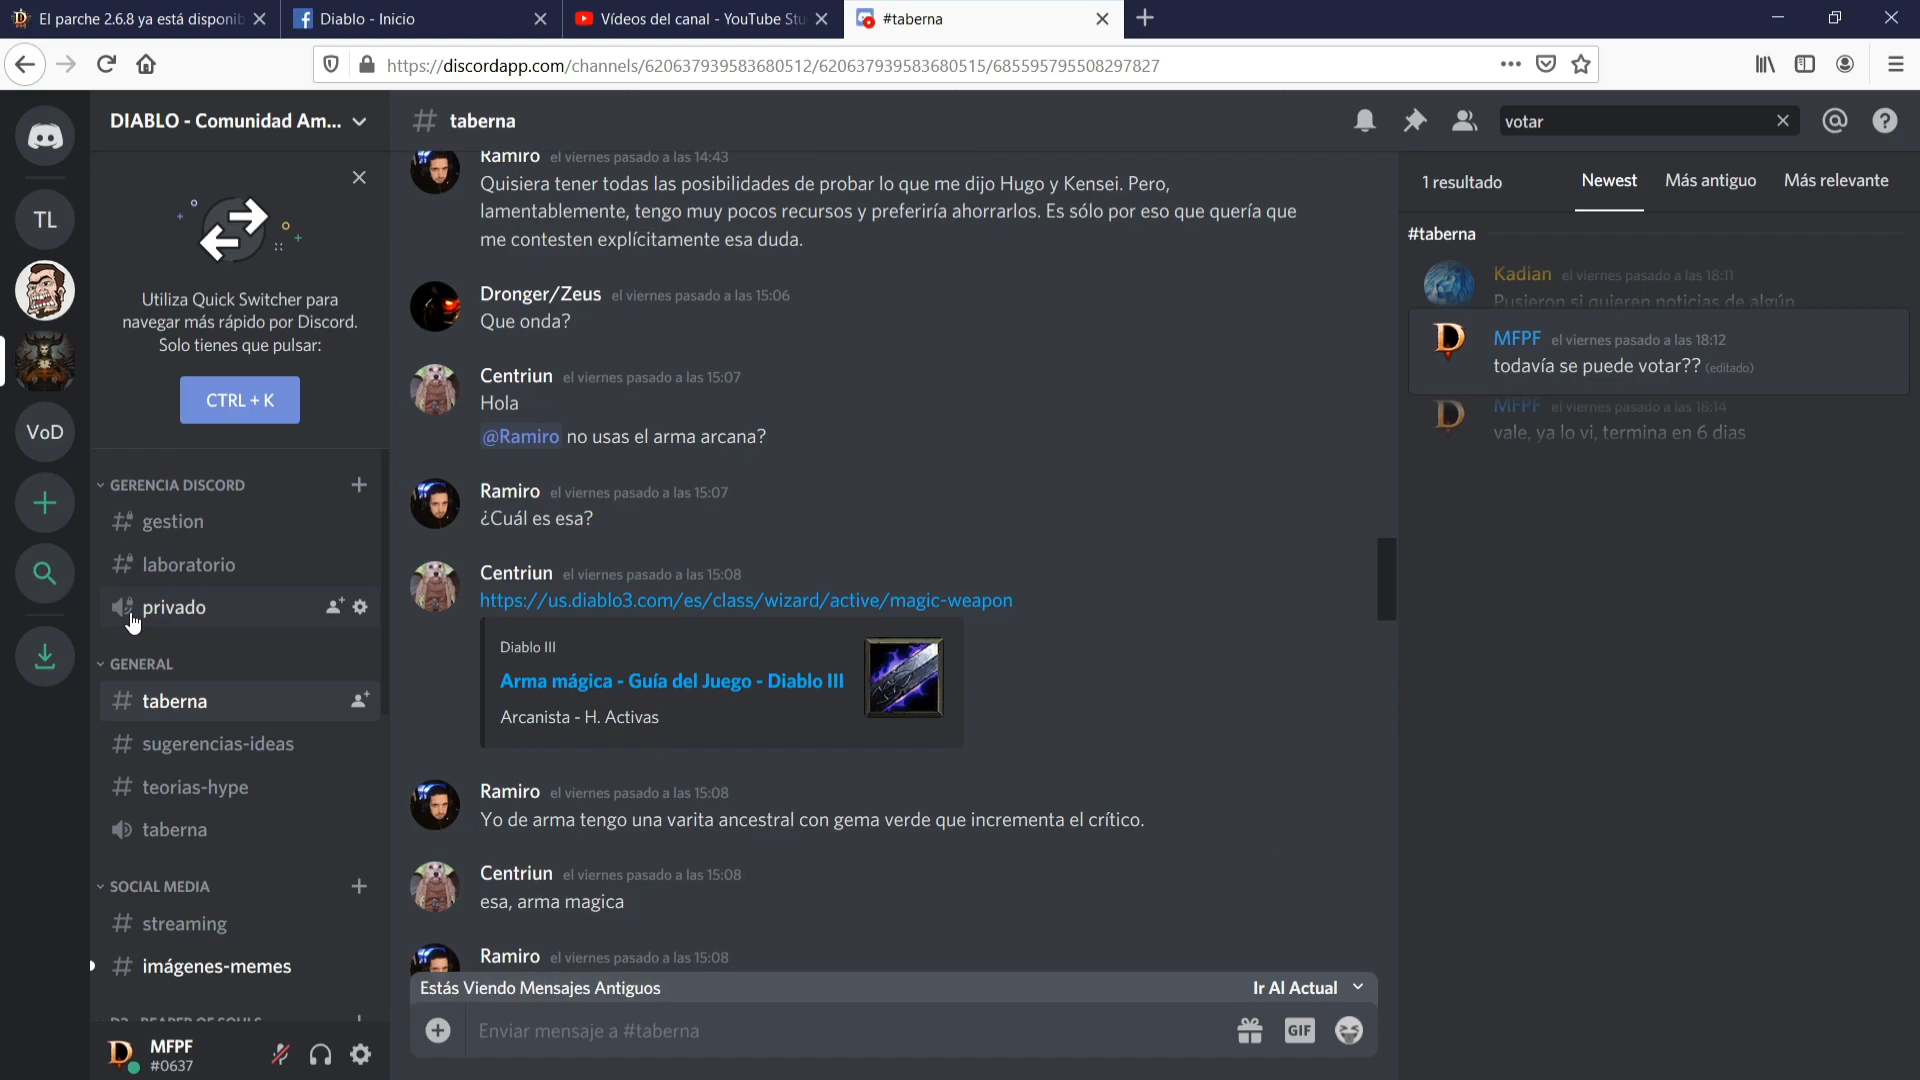 El parche 2.6.8 ya está disponib
Diablo - Inicio
Vídeos del canal - YouTube Stu
#taberna
https://discordapp.com/channels/620637939583680512/620637939583680515/685595795508297827
DIABLO - Comunidad Am...
# taberna
votar
TL
VoD
Utiliza Quick Switcher para
navegar más rápido por Discord.
Solo tienes que pulsar:
CTRL + K
GERENCIA DISCORD
gestion
laboratorio
privado
GENERAL
taberna
sugerencias-ideas
teorias-hype
taberna
SOCIAL MEDIA
streaming
imágenes-memes
D3 - REAPER OF SOULS
MFPF
#0637
Ramiro el viernes pasado a las 14:43
Quisiera tener todas las posibilidades de probar lo que me dijo Hugo y Kensei. Pero,
lamentablemente, tengo muy pocos recursos y preferiría ahorrarlos. Es sólo por eso que quería que
me contesten explícitamente esa duda.
Dronger/Zeus el viernes pasado a las 15:06
Que onda?
Centriun el viernes pasado a las 15:07
Hola
@Ramiro no usas el arma arcana?
Ramiro el viernes pasado a las 15:07
¿Cuál es esa?
Centriun el viernes pasado a las 15:08
https://us.diablo3.com/es/class/wizard/active/magic-weapon
Diablo III
Arma mágica - Guía del Juego - Diablo III
Arcanista - H. Activas
Ramiro el viernes pasado a las 15:08
Yo de arma tengo una varita ancestral con gema verde que incrementa el crítico.
Centriun el viernes pasado a las 15:08
esa, arma magica
Ramiro el viernes pasado a las 15:08
Estás Viendo Mensajes Antiguos
Ir Al Actual
Enviar mensaje a #taberna
GIF
1 resultado
Newest
Más antiguo
Más relevante
#taberna
Kadian el viernes pasado a las 18:11
Pusieron si quieren noticias de algún
MFPF el viernes pasado a las 18:12
todavía se puede votar?? (editado)
MFPF el viernes pasado a las 18:14
vale, ya lo vi, termina en 6 dias